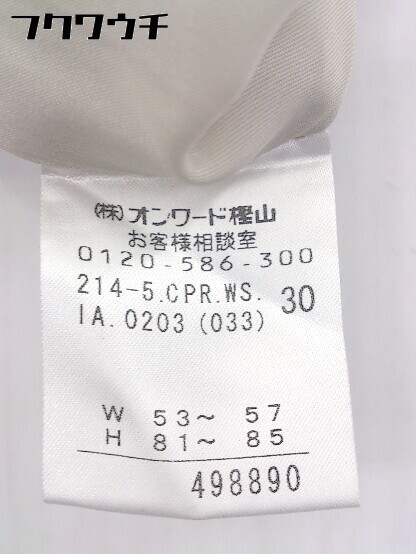 フクワウチ
(株)オンワード樫山
お客様相談室
0120-586-300
214-5.CPR.WS. 30
IA.0203 (033)
W 53～ 57
H 81～ 85
498890